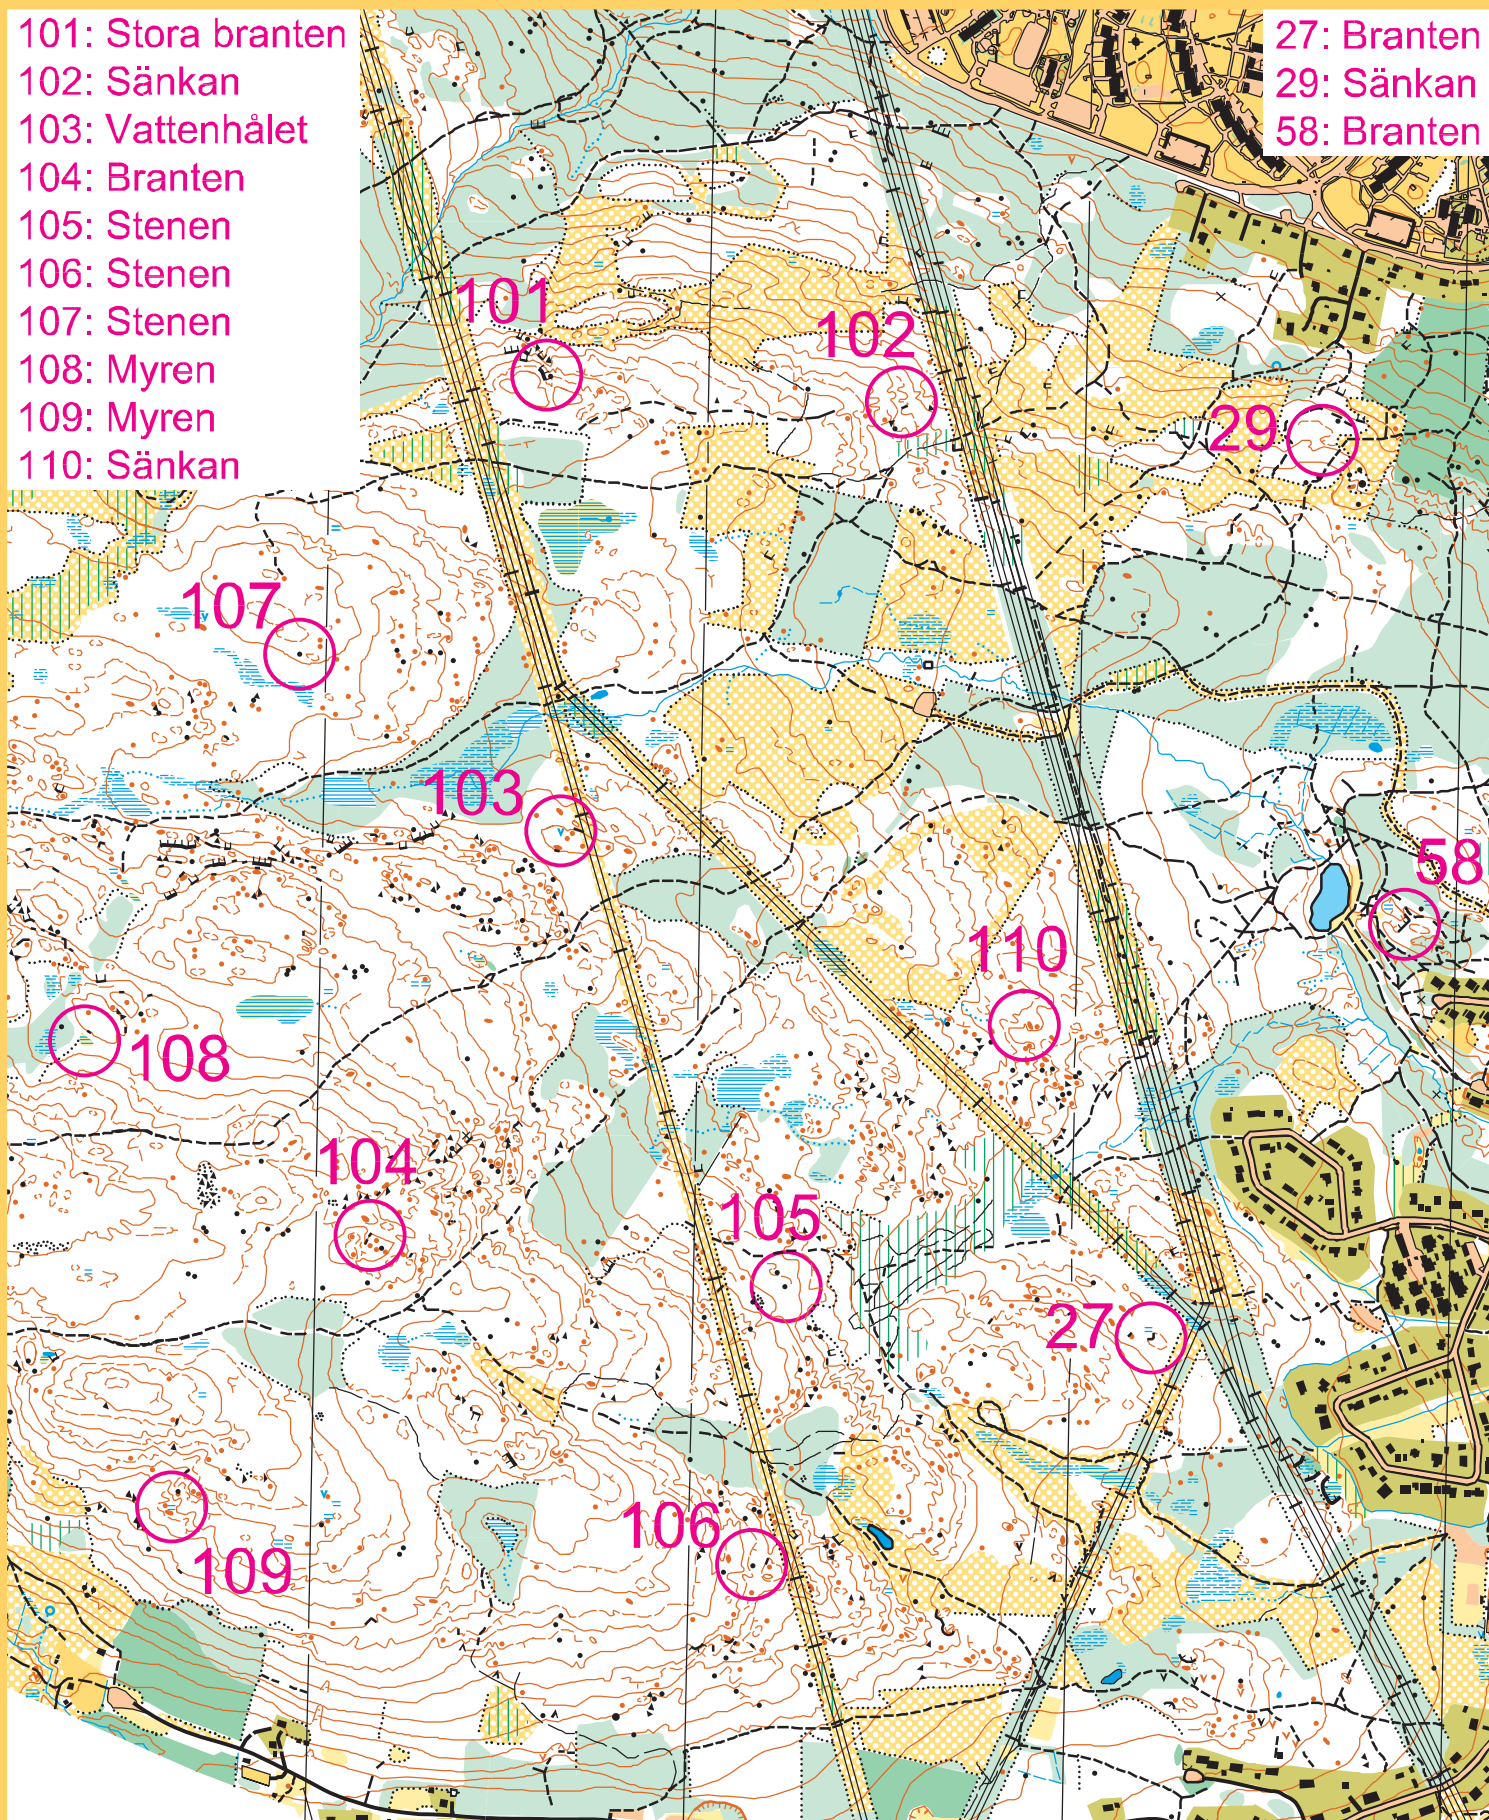 101: Stora branten
102: Sänkan
103: Vattenhålet
104: Branten
105: Stenen
106: Stenen
107: Stenen
108: Myren
109: Myren
110: Sänkan
27: Branten
29: Sänkan
58: Branten
101
102
29
107
103
58
110
108
104
105
27
106
109